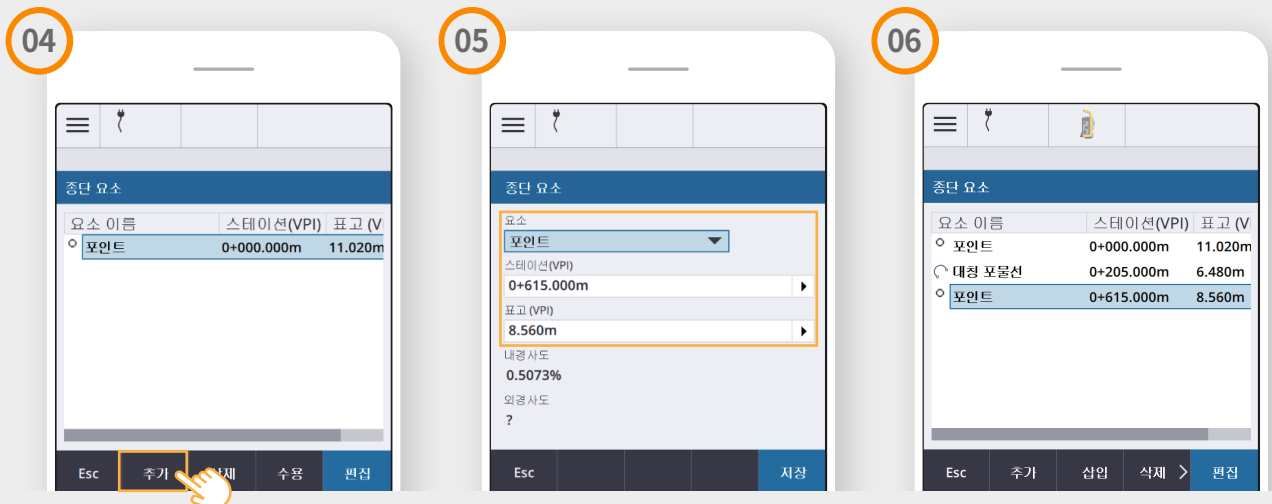 04
종단 요소
요소 이름 스테이션(VPI) 표고 (V
포인트 0+000.000m 11.020m
Esc 추가 삭제 수용 편집
05
종단 요소
요소
포인트
스테이션(VPI)
0+615.000m
표고 (VPI)
8.560m
내경사도
0.5073%
외경사도
?
Esc 저장
06
종단 요소
요소 이름 스테이션(VPI) 표고 (V
포인트 0+000.000m 11.020m
대칭 포물선 0+205.000m 6.480m
포인트 0+615.000m 8.560m
Esc 추가 삽입 삭제 > 편집